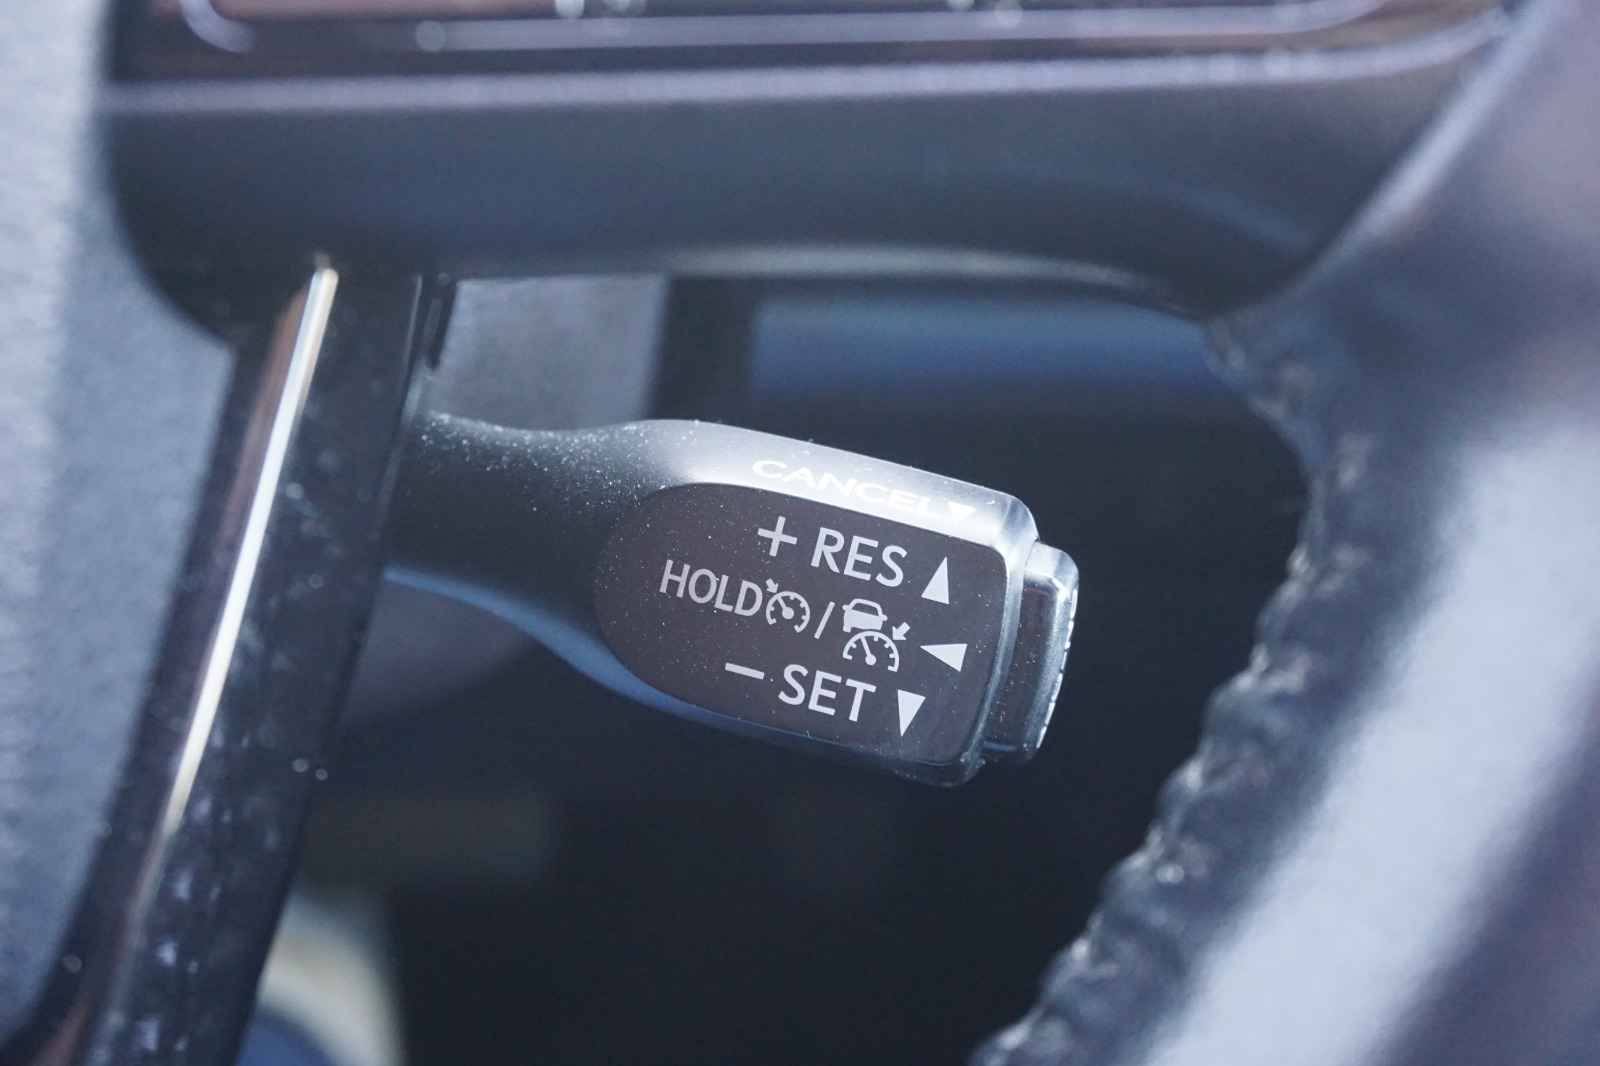 CANCEL▼
+ RES ▲
HOLD / ◀
− SET ▼